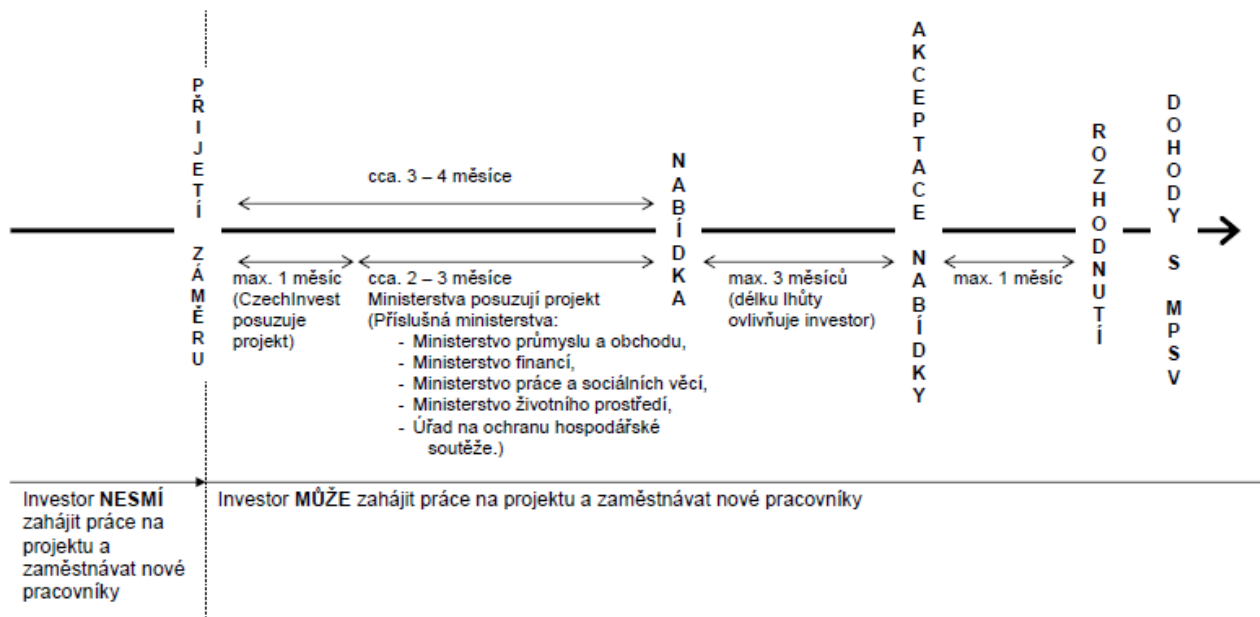 PŘIJETÍ ZÁMĚRU
cca. 3 – 4 měsíce
max. 1 měsíc
(CzechInvest
posuzuje
projekt)
cca. 2 – 3 měsíce
Ministerstva posuzují projekt
(Příslušná ministerstva:
- Ministerstvo průmyslu a obchodu,
- Ministerstvo financí,
- Ministerstvo práce a sociálních věcí,
- Ministerstvo životního prostředí,
- Úřad na ochranu hospodářské
soutěže.)
NABÍDKA
max. 3 měsíců
(délku lhůty
ovlivňuje investor)
AKCEPTACE NABÍDKY
max. 1 měsíc
ROZHODNUTÍ
DOHODY S MPSV
Investor NESMÍ
zahájit práce na
projektu a
zaměstnávat nové
pracovníky
Investor MŮŽE zahájit práce na projektu a zaměstnávat nové pracovníky